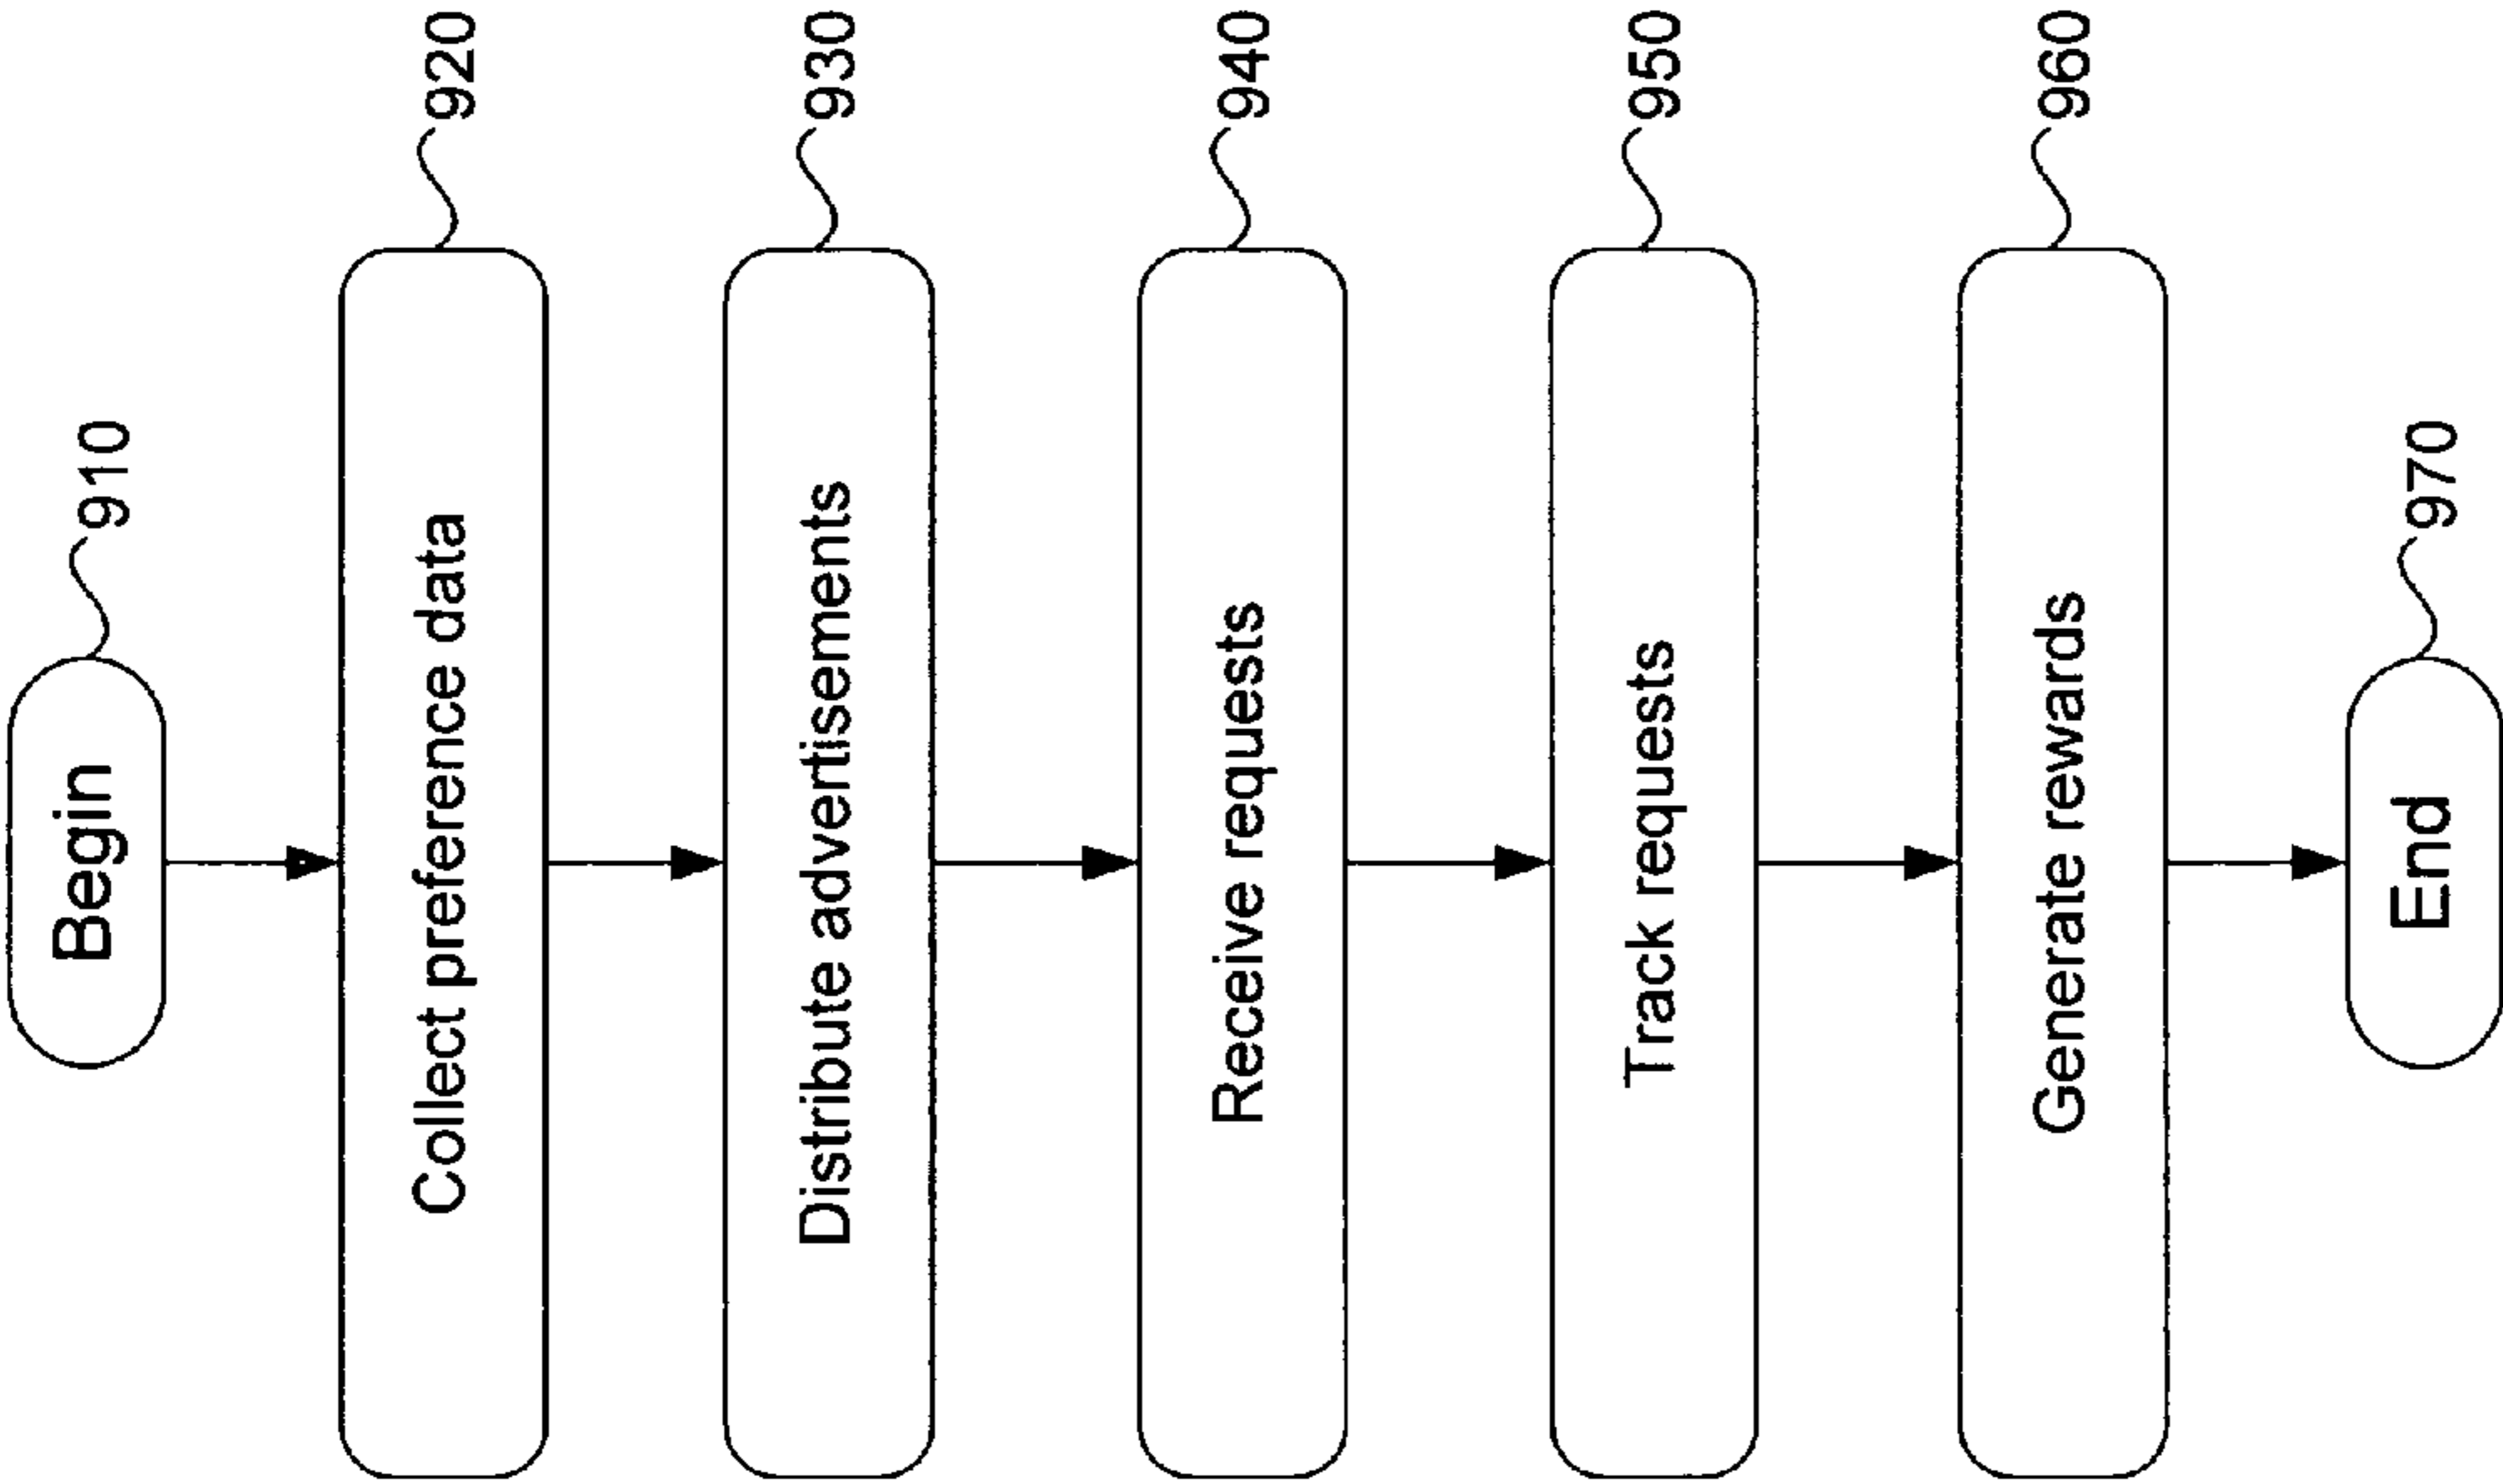 Begin
910
Collect preference data
920
Distribute advertisements
930
Receive requests
940
Track requests
950
Generate rewards
960
End
970